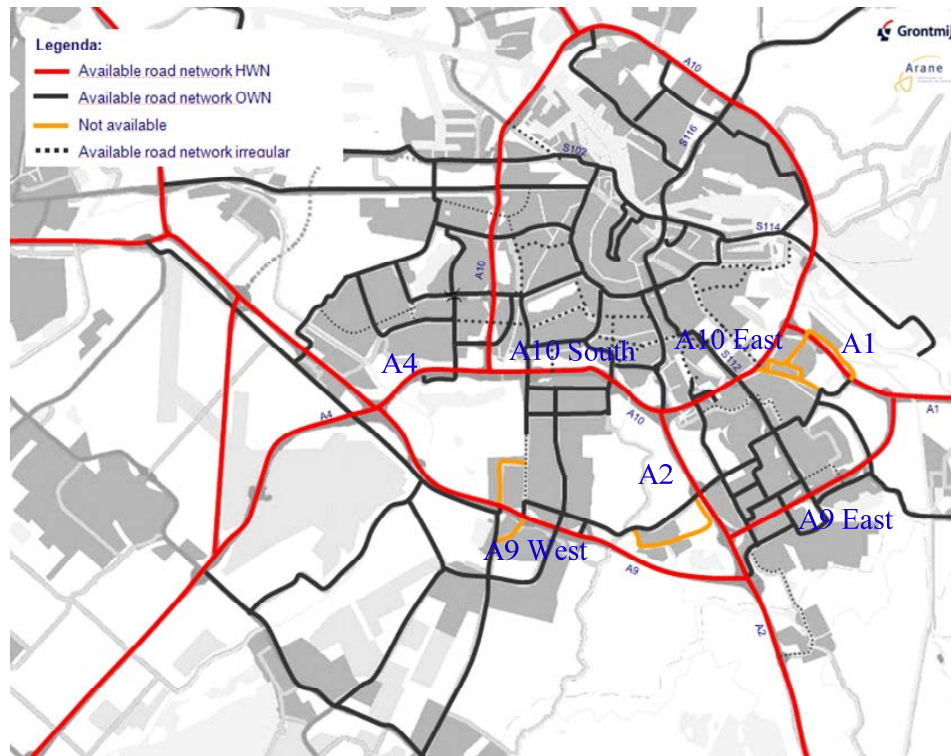 Legenda:
Available road network HWN
Available road network OWN
Not available
Available road network irregular
Grontmij
Arane
A10
S116
S102
S114
A10
A10 East
A1
A10 South
A4
S112
A1
A4
A10
A2
A9 East
A9 West
A9
A2